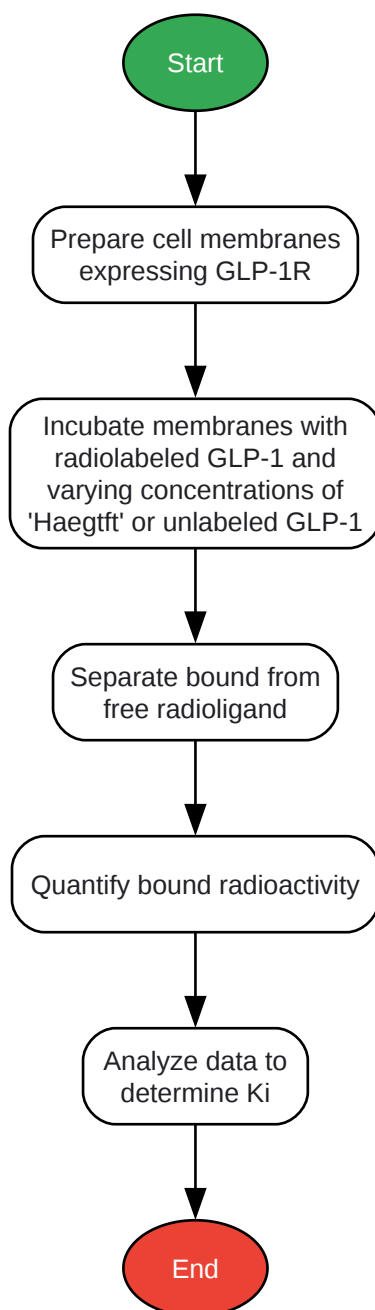 Start
Prepare cell membranes
expressing GLP-1R
Incubate membranes with
radiolabeled GLP-1 and
varying concentrations of
'Haegtft' or unlabeled GLP-1
Separate bound from
free radioligand
Quantify bound radioactivity
Analyze data to
determine Ki
End